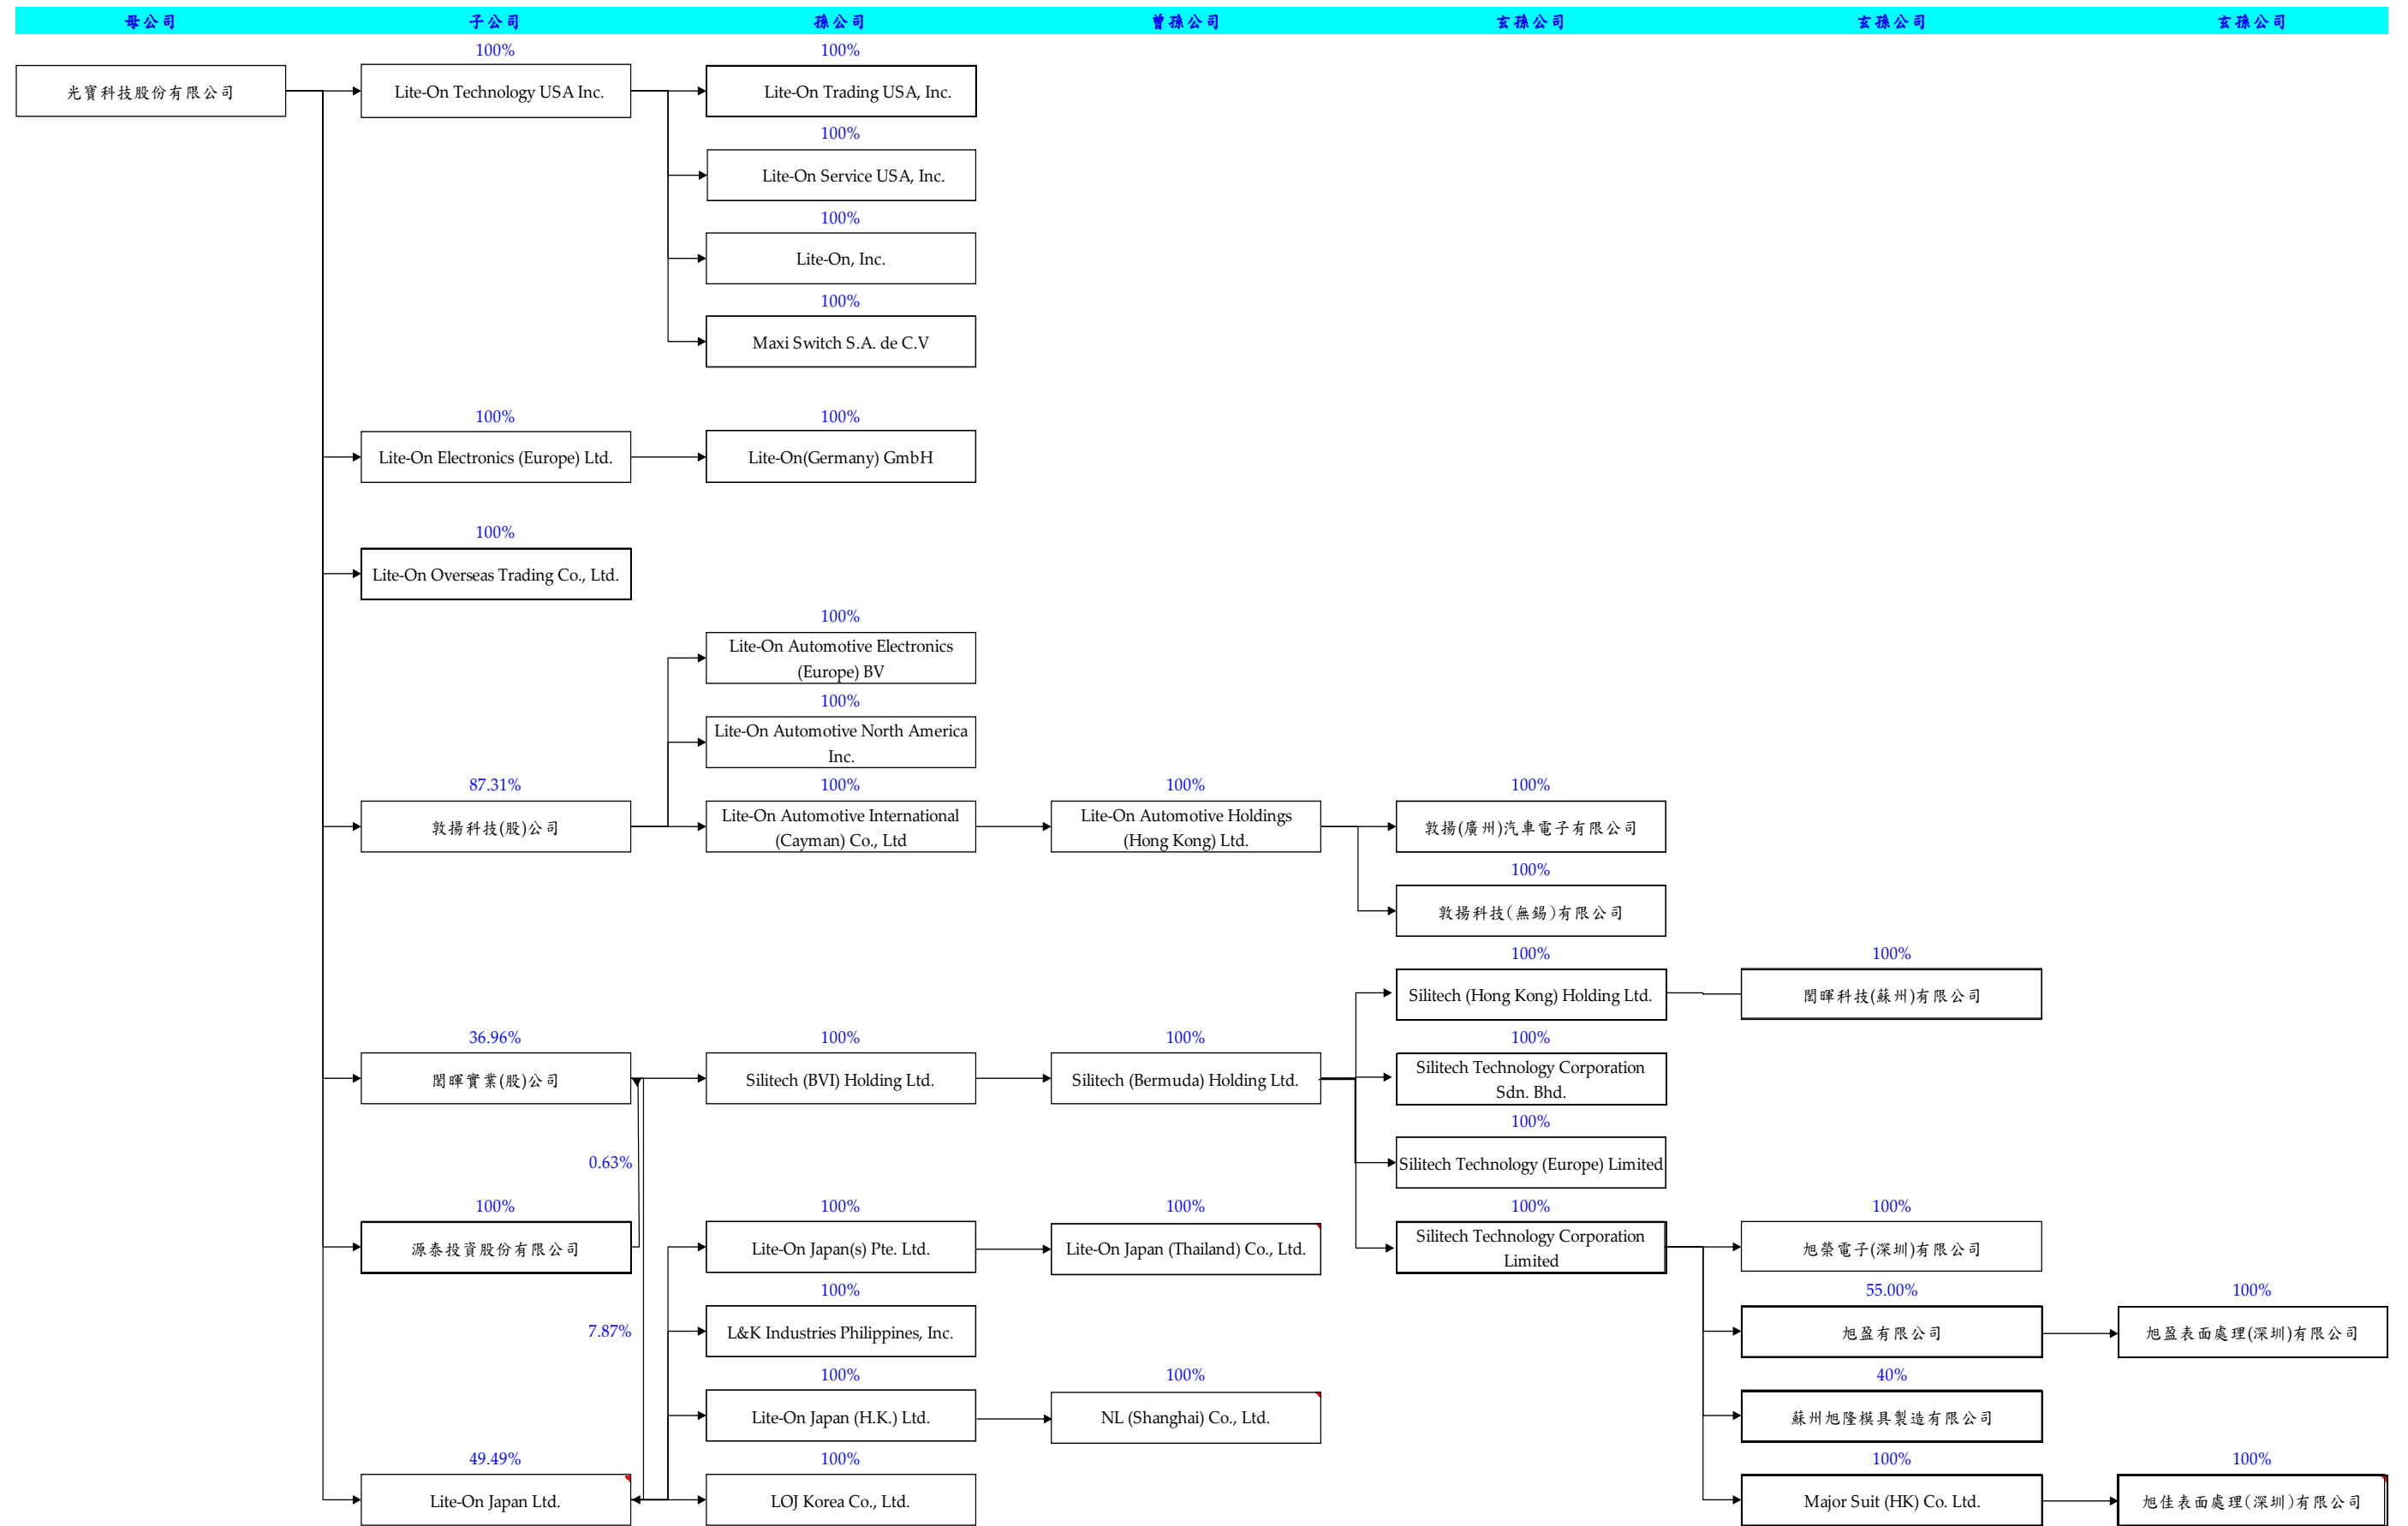 母公司 子公司 孫公司 曾孫公司 玄孫公司 玄孫公司 玄孫公司
100% 100%
光寶科技股份有限公司 Lite-On Technology USA Inc. Lite-On Trading USA, Inc.
100%
Lite-On Service USA, Inc.
100%
Lite-On, Inc.
100%
Maxi Switch S.A. de C.V
100% 100%
Lite-On Electronics (Europe) Ltd. Lite-On(Germany) GmbH
100%
Lite-On Overseas Trading Co., Ltd.
100%
Lite-On Automotive Electronics
(Europe) BV
100%
Lite-On Automotive North America
Inc.
87.31% 100% 100% 100%
敦揚科技(股)公司 Lite-On Automotive International
(Cayman) Co., Ltd
Lite-On Automotive Holdings
(Hong Kong) Ltd.
敦揚(廣州)汽車電子有限公司
100%
敦揚科技(無錫)有限公司
100% 100%
Silitech (Hong Kong) Holding Ltd. 閎暉科技(蘇州)有限公司
36.96% 100% 100% 100%
閎暉實業(股)公司 Silitech (BVI) Holding Ltd. Silitech (Bermuda) Holding Ltd.
Silitech Technology Corporation
Sdn. Bhd.
100%
0.63% Silitech Technology (Europe) Limited
100% 100% 100% 100% 100%
源泰投資股份有限公司 Lite-On Japan(s) Pte. Ltd. Lite-On Japan (Thailand) Co., Ltd.
Silitech Technology Corporation
Limited
旭榮電子(深圳)有限公司
100% 55.00% 100%
7.87% L&K Industries Philippines, Inc. 旭盈有限公司 旭盈表面處理(深圳)有限公司
100% 100% 40%
Lite-On Japan (H.K.) Ltd. NL (Shanghai) Co., Ltd. 蘇州旭隆模具製造有限公司
49.49% 100% 100% 100%
Lite-On Japan Ltd. LOJ Korea Co., Ltd. Major Suit (HK) Co. Ltd. 旭佳表面處理(深圳)有限公司